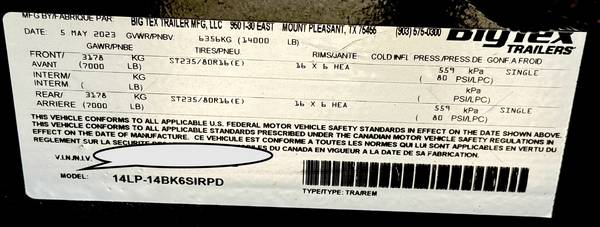 MFG BY/FABRIQUE PAR BIG TEX TRAILER MFG, LLC 950 I-30 EAST MOUNT PLEASANT, TX 75455 (903) 575-0300
DATE 5 MAY 2023 GVWR/PNBV 6356KG (14000 LB) BIG TEX TRAILERS
GAWR/PNBE TIRES/PNEU RIMS/JANTE COLD INFL PRESS/PRESS.DE GONF.A FROID
FRONT/ 3178 KG ST235/80R16(E) 16 X 6 HEA 559 kPa SINGLE
AVANT (7000 LB) ( 80 PSI/LPC)
INTERM/ KG kPa
INTERM ( LB) ( PSI/LPC)
REAR/ 3178 KG ST235/80R16(E) 16 X 6 HEA 559 kPa SINGLE
ARRIERE (7000 LB) ( 80 PSI/LPC)
THIS VEHICLE CONFORMS TO ALL APPLICABLE U.S. FEDERAL MOTOR VEHICLE SAFETY STANDARDS IN EFFECT ON THE DATE SHOWN ABOVE.
THIS VEHICLE CONFORMS TO ALL APPLICABLE STANDARDS PRESCRIBED UNDER THE CANADIAN MOTOR VEHICLE SAFETY REGULATIONS IN
EFFECT ON THE DATE OF MANUFACTURE. CE VEHICULE EST CONFORME A TOUTES LES NORMES QUI LUI SONT APPLICABLES EN VERTU DU
REGLEMENT SUR LA SECURITE DES VEHICULES AUTOMOBILES DU CANADA EN VIGUEUR A LA DATE DE SA FABRICATION.
V.I.N./N.I.V.
MODEL: 14LP-14BK6SIRPD
TYPE/TYPE: TRA/REM